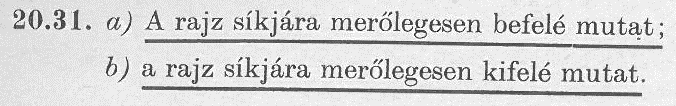 20.31. a) A rajz síkjára merőlegesen befelé mutat;
b) a rajz síkjára merőlegesen kifelé mutat.